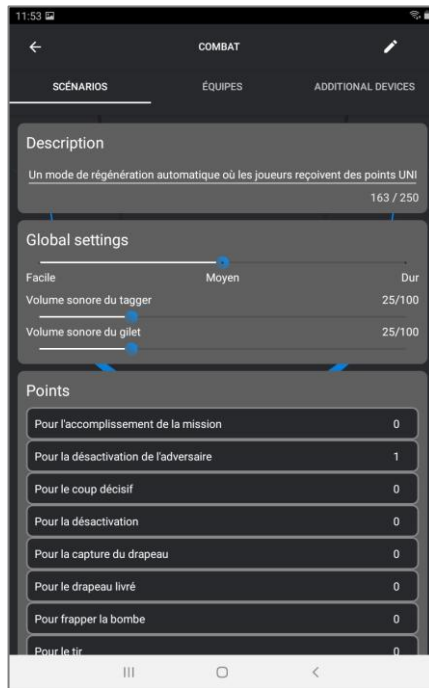 11:53
COMBAT
SCÉNARIOS ÉQUIPES ADDITIONAL DEVICES
Description
Un mode de régénération automatique où les joueurs reçoivent des points UNI
163 / 250
Global settings
Facile Moyen Dur
Volume sonore du tagger 25/100
Volume sonore du gilet 25/100
Points
Pour l'accomplissement de la mission 0
Pour la désactivation de l'adversaire 1
Pour le coup décisif 0
Pour la désactivation 0
Pour la capture du drapeau 0
Pour le drapeau livré 0
Pour frapper la bombe 0
Pour le tir 0